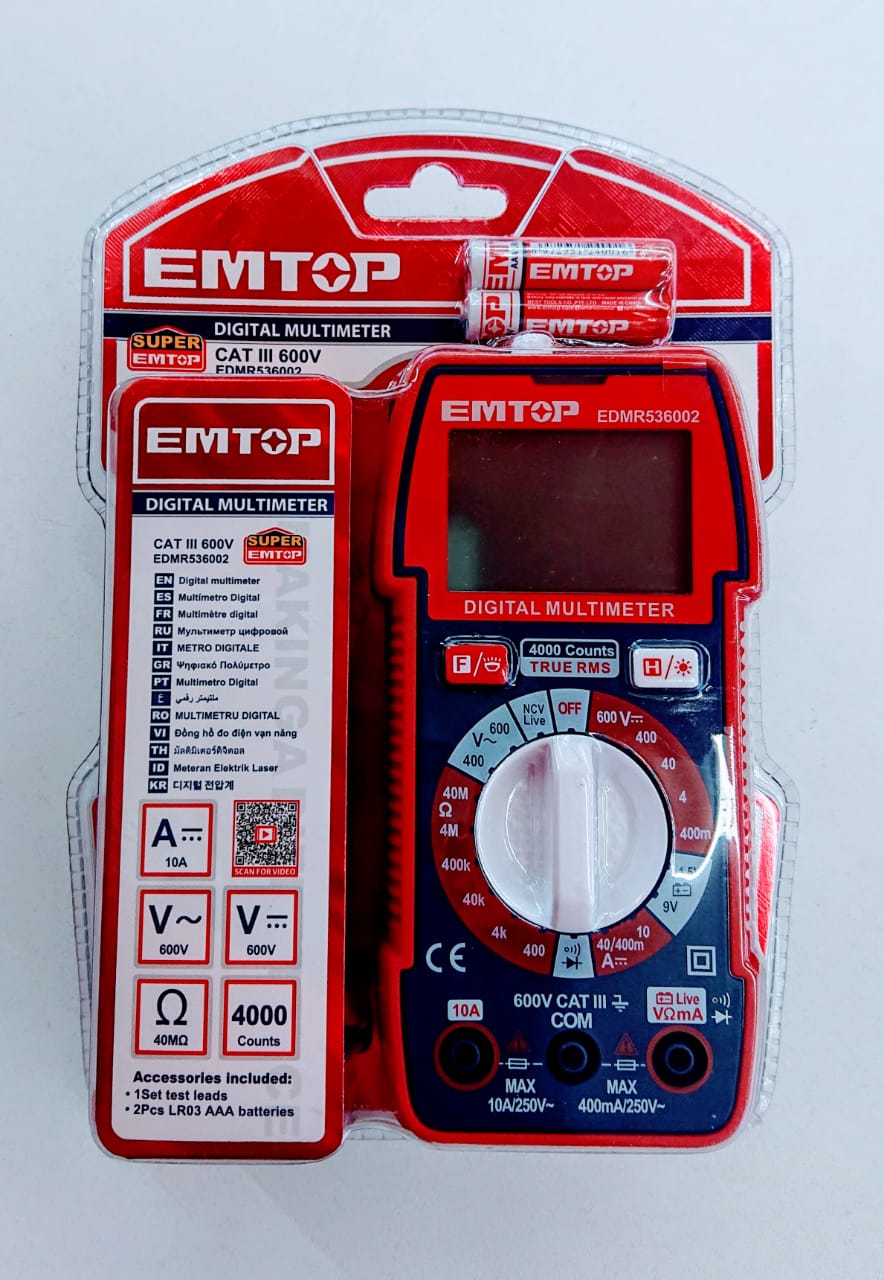 EMTOP
EMTOP
EMTOP
DIGITAL MULTIMETER
SUPER
EMTOP
CAT III 600V
EDMR536002
EMTOP
DIGITAL MULTIMETER
CAT III 600V
EDMR536002
SUPER
EMTOP
EN Digital multimeter
ES Multímetro Digital
FR Multimètre digital
RU Мультиметр цифровой
IT METRO DIGITALE
GR Ψηφιακό Πολύμετρο
PT Multimetro Digital
ع ملتيمتر رقمي
RO MULTIMETRU DIGITAL
VI Đồng hồ đo điện vạn năng
TH มัลติมิเตอร์ดิจิตอล
ID Meteran Elektrik Laser
KR 디지털 전압계
A
10A
SCAN FOR VIDEO
V~
600V
V
600V
Ω
40MΩ
4000
Counts
Accessories included:
• 1Set test leads
• 2Pcs LR03 AAA batteries
EMTOP EDMR536002
DIGITAL MULTIMETER
F/
4000 Counts
TRUE RMS
H/
NCV
Live
OFF
600 V
400
40
4
400m
1.5V
9V
10
40/400m
A
400
4k
40k
400k
4M
Ω
40M
400
V~ 600
CE
10A
600V CAT III
COM
Live
VΩmA
MAX
10A/250V~
MAX
400mA/250V~